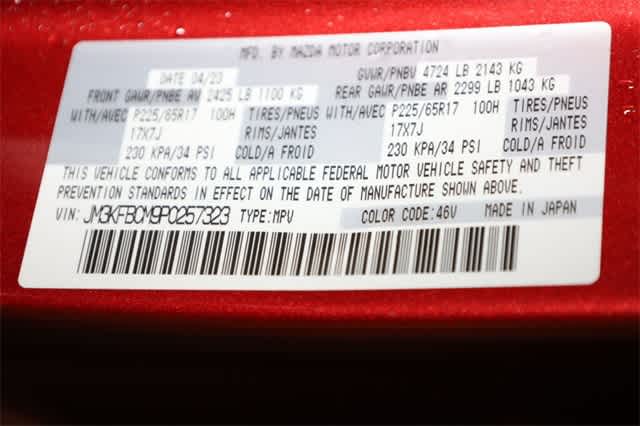 MFD. BY MAZDA MOTOR CORPORATION
DATE 04/23 GVWR/PNBV 4724 LB 2143 KG
FRONT GAWR/PNBE AV 2425 LB 1100 KG REAR GAWR/PNBE AR 2299 LB 1043 KG
WITH/AVEC P225/65R17 100H TIRES/PNEUS WITH/AVEC P225/65R17 100H TIRES/PNEUS
17X7J RIMS/JANTES 17X7J RIMS/JANTES
230 KPA/34 PSI COLD/A FROID 230 KPA/34 PSI COLD/A FROID
THIS VEHICLE CONFORMS TO ALL APPLICABLE FEDERAL MOTOR VEHICLE SAFETY AND THEFT
PREVENTION STANDARDS IN EFFECT ON THE DATE OF MANUFACTURE SHOWN ABOVE.
VIN: JM3KFBCM9P0257323 TYPE: MPV COLOR CODE: 46V MADE IN JAPAN